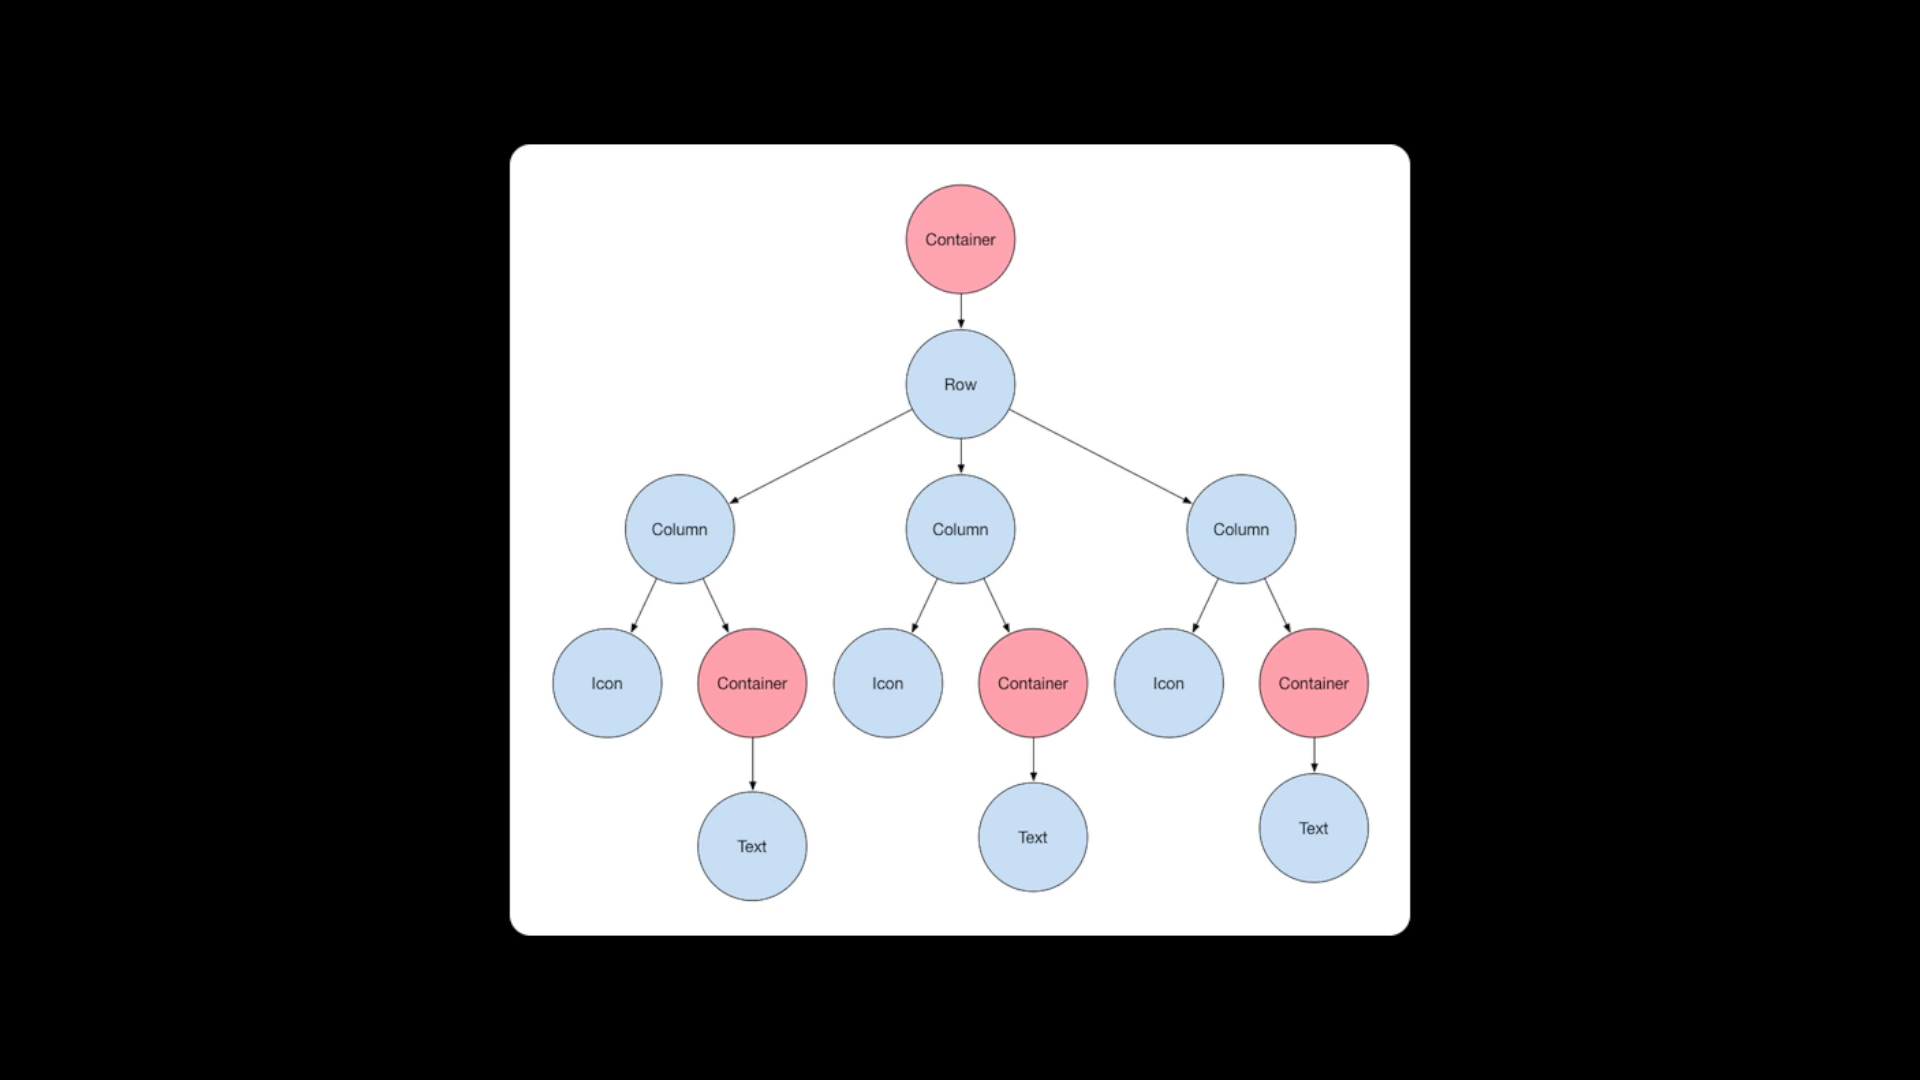 Container
Row
Column
Column
Column
Icon
Container
Icon
Container
Icon
Container
Text
Text
Text